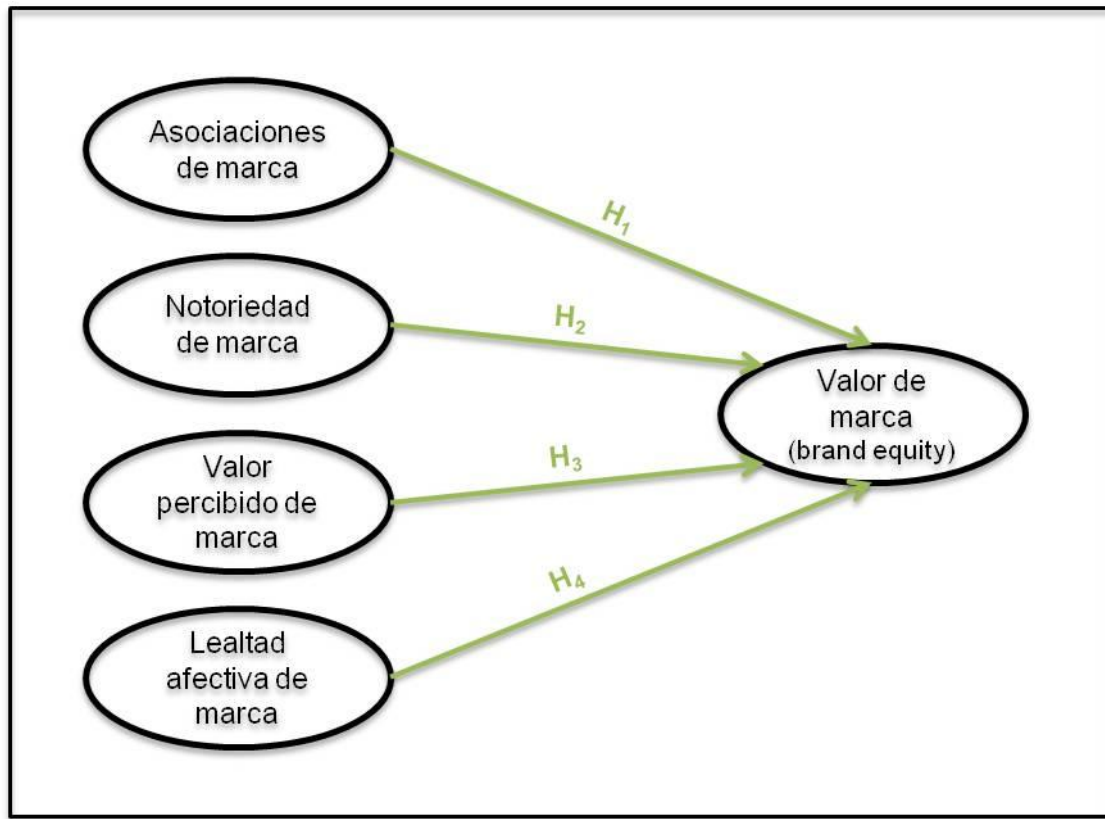 Asociaciones
de marca
H₁
Notoriedad
de marca
H₂
Valor de
marca
(brand equity)
Valor
percibido de
marca
H₃
Lealtad
afectiva de
marca
H₄